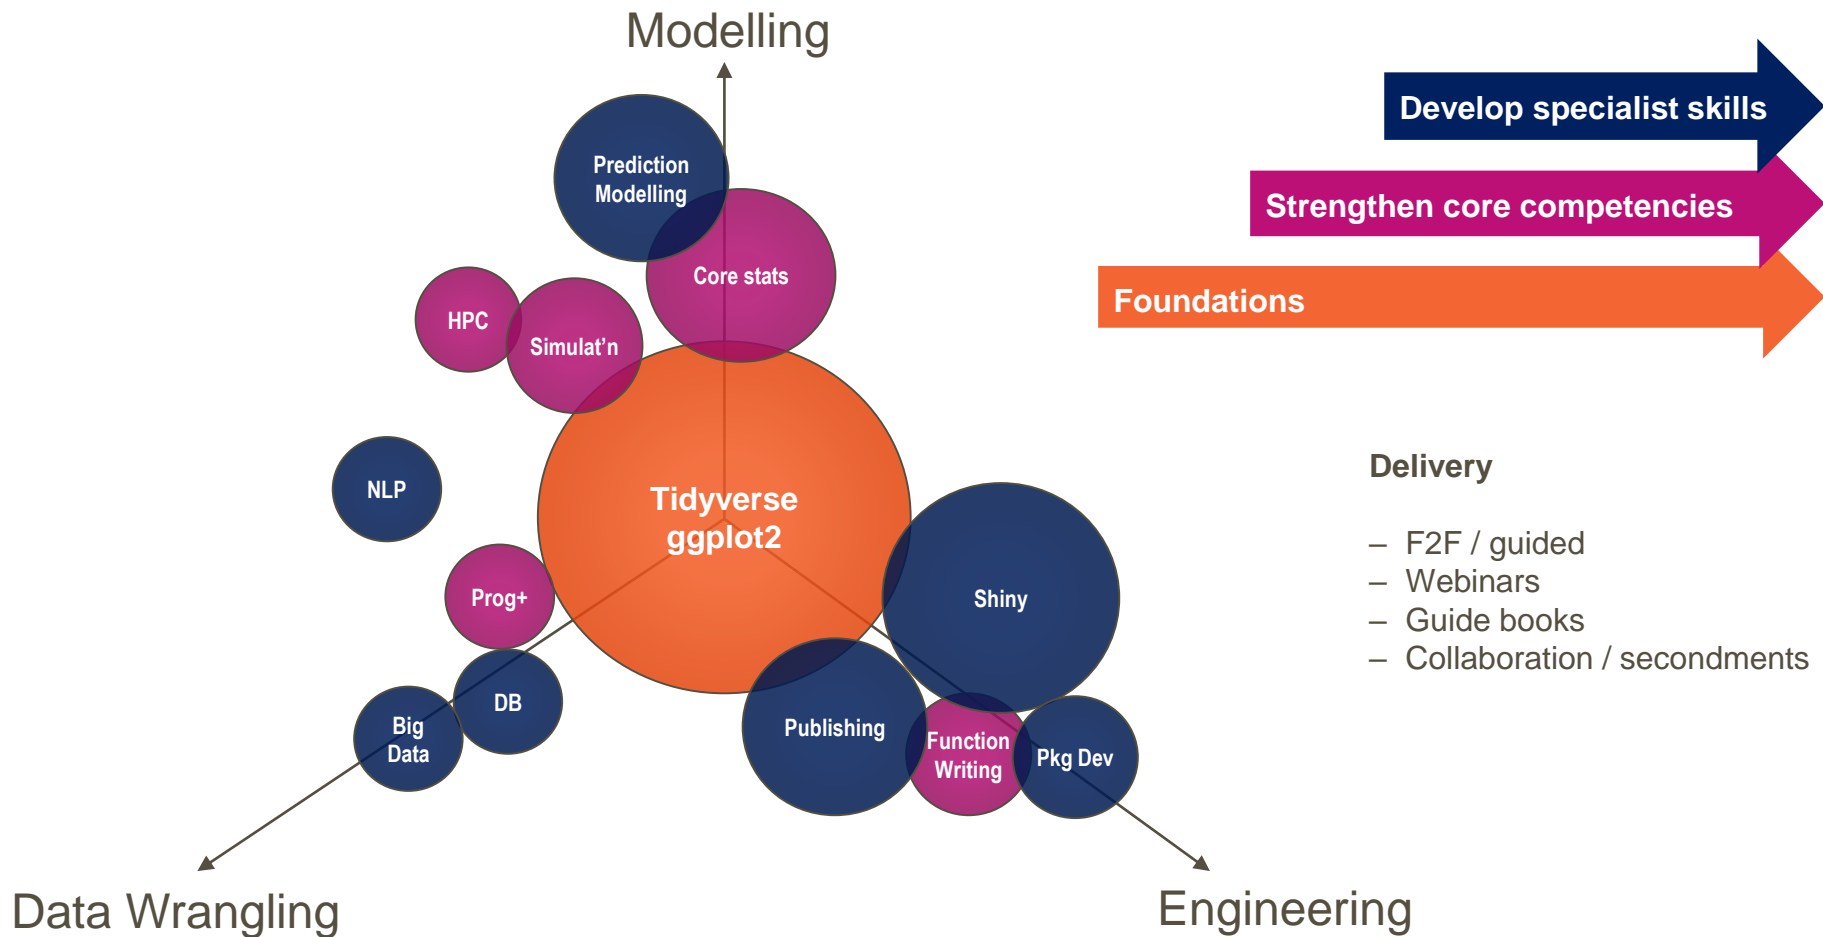 Modelling
Develop specialist skills
Strengthen core competencies
Foundations
Prediction
Modelling
Core stats
HPC
Simulat’n
NLP
Tidyverse
ggplot2
Prog+
Shiny
DB
Big
Data
Publishing
Function
Writing
Pkg Dev
Delivery
– F2F / guided
– Webinars
– Guide books
– Collaboration / secondments
Data Wrangling
Engineering